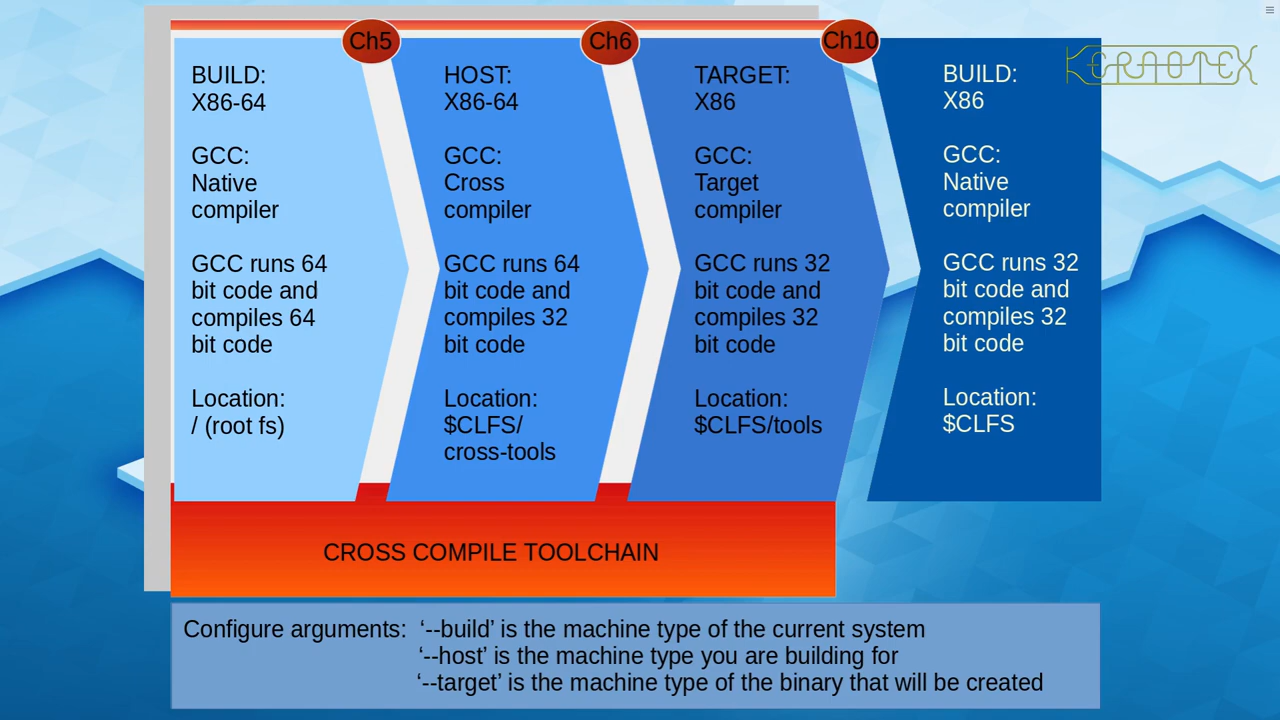 Ch5
Ch6
Ch10
KERAOTEX
BUILD:
X86-64
GCC:
Native
compiler
GCC runs 64
bit code and
compiles 64
bit code
Location:
/ (root fs)
HOST:
X86-64
GCC:
Cross
compiler
GCC runs 64
bit code and
compiles 32
bit code
Location:
$CLFS/
cross-tools
TARGET:
X86
GCC:
Target
compiler
GCC runs 32
bit code and
compiles 32
bit code
Location:
$CLFS/tools
BUILD:
X86
GCC:
Native
compiler
GCC runs 32
bit code and
compiles 32
bit code
Location:
$CLFS
CROSS COMPILE TOOLCHAIN
Configure arguments: ‘--build’ is the machine type of the current system
‘--host’ is the machine type you are building for
‘--target’ is the machine type of the binary that will be created